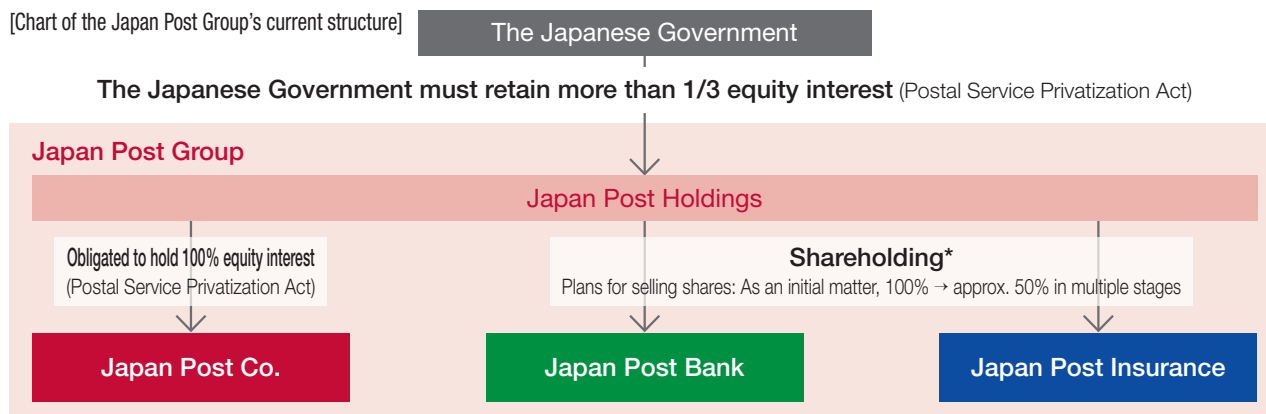 [Chart of the Japan Post Group's current structure]
The Japanese Government
The Japanese Government must retain more than 1/3 equity interest (Postal Service Privatization Act)
Japan Post Group
Japan Post Holdings
Obligated to hold 100% equity interest
(Postal Service Privatization Act)
Shareholding*
Plans for selling shares: As an initial matter, 100% → approx. 50% in multiple stages
Japan Post Co.
Japan Post Bank
Japan Post Insurance